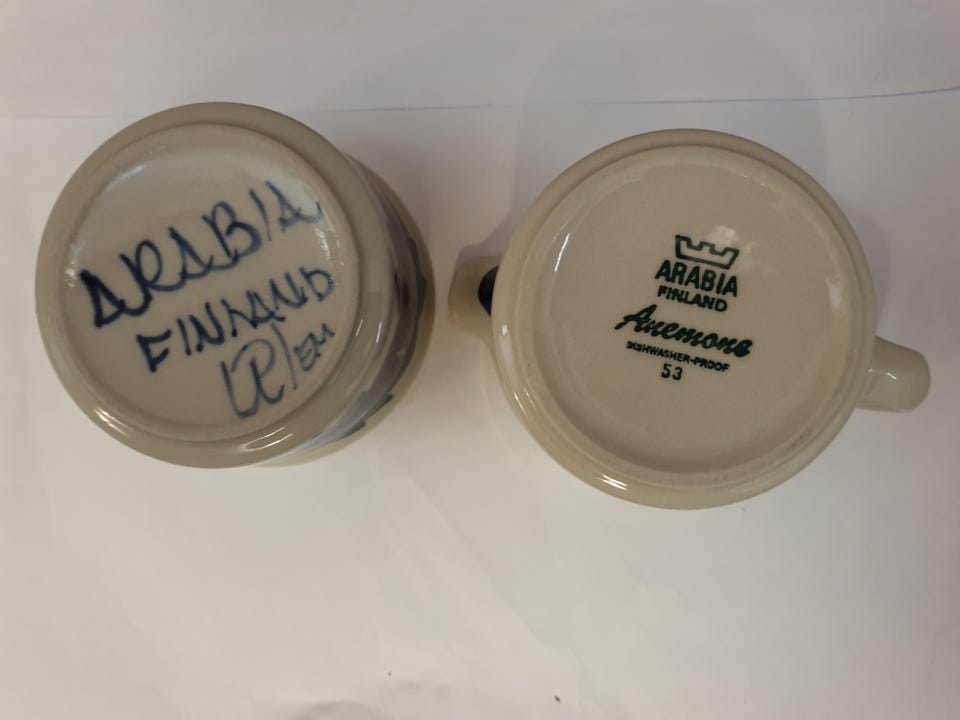 ARABIA
FINLAND
ARABIA
FINLAND
Anemone
DISHWASHER-PROOF
53